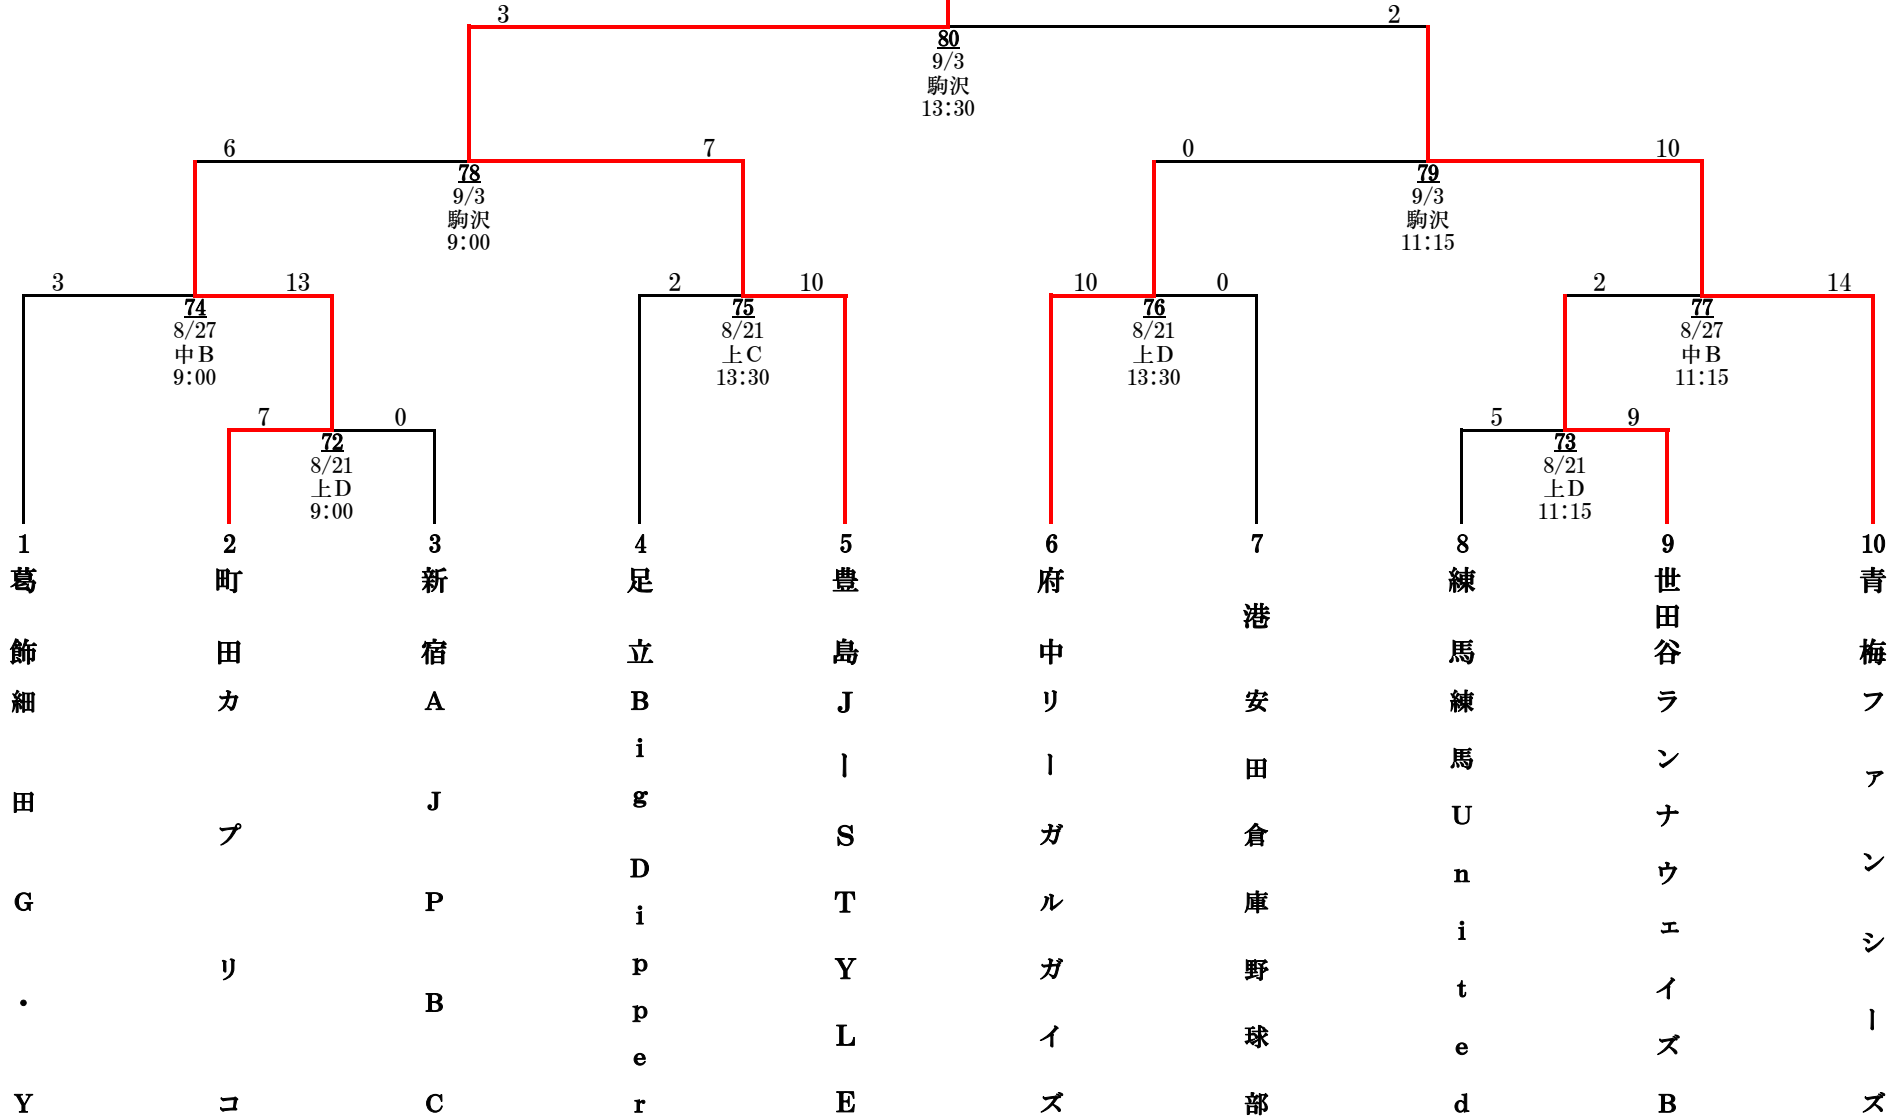 3
2
80
9/3
駒沢
13:30
6
7
78
9/3
駒沢
9:00
0
10
79
9/3
駒沢
11:15
3
13
74
8/27
中B
9:00
2
10
75
8/21
上C
13:30
10
0
76
8/21
上D
13:30
2
14
77
8/27
中B
11:15
7
0
72
8/21
上D
9:00
5
9
73
8/21
上D
11:15
1
葛飾
細田G・Y
2
町田
カプリコ
3
新宿
AJPBC
4
足立
Big Dipper
5
豊島
JーSTYLE
6
府中
リーガルガイズ
7
港
安田倉庫野球部
8
練馬
練馬United
9
世田谷
ランナウェイズB
10
青梅
ファンシーズ